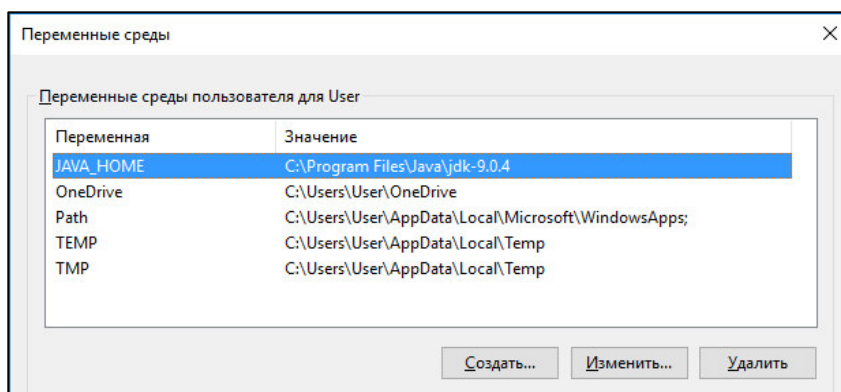 Переменные среды
Переменные среды пользователя для User
Переменная Значение
JAVA_HOME C:\Program Files\Java\jdk-9.0.4
OneDrive C:\Users\User\OneDrive
Path C:\Users\User\AppData\Local\Microsoft\WindowsApps;
TEMP C:\Users\User\AppData\Local\Temp
TMP C:\Users\User\AppData\Local\Temp
Создать... Изменить... Удалить